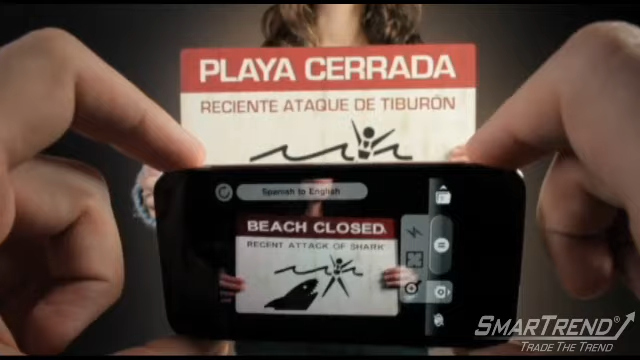 PLAYA CERRADA
RECIENTE ATAQUE DE TIBURÓN
Spanish to English
BEACH CLOSED
RECENT ATTACK OF SHARK
SMARTREND®
TRADE THE TREND